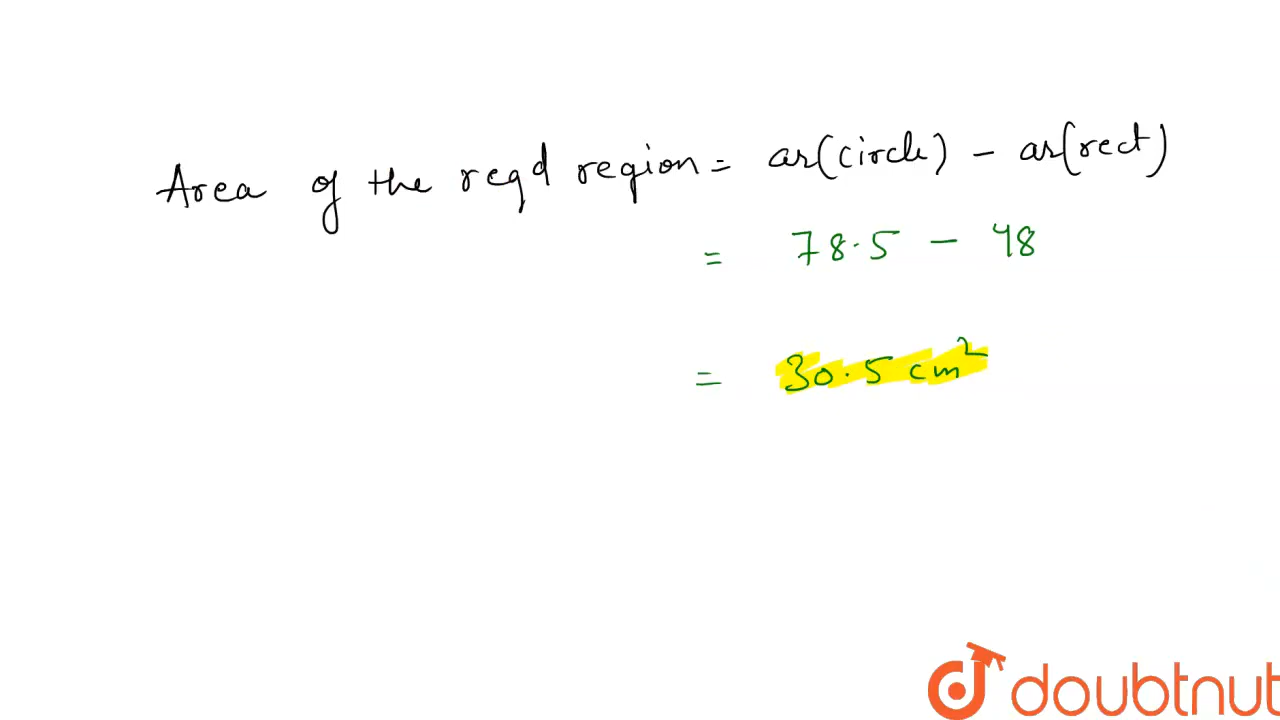 Area of the reqd region = ar(circle) - ar(rect)
= 78.5 - 48
= 30.5 cm²
doubtnut